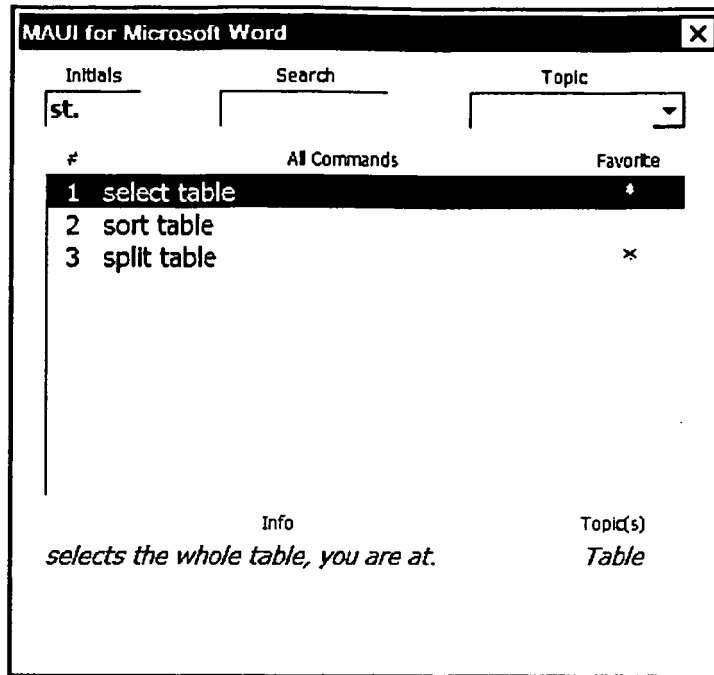 MAUI for Microsoft Word
Initials Search Topic
st.
# All Commands Favorite
1 select table *
2 sort table
3 split table *
Info Topic(s)
selects the whole table, you are at. Table